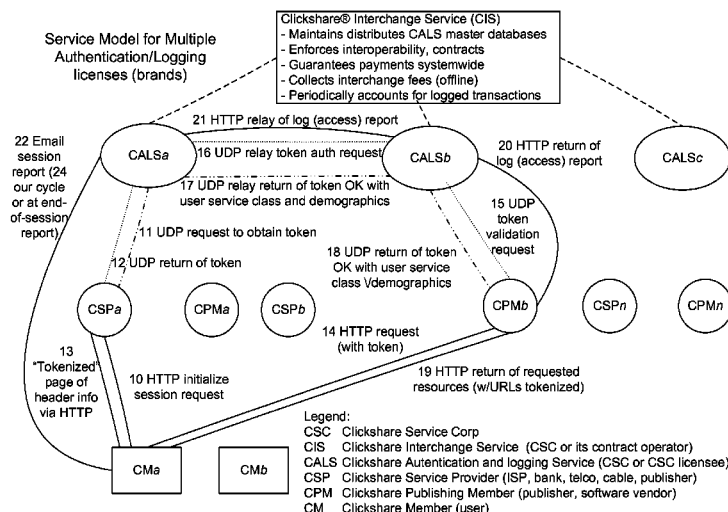 Service Model for Multiple
Authentication/Logging
licenses (brands)
Clickshare® Interchange Service (CIS)
- Maintains distributes CALS master databases
- Enforces interoperability, contracts
- Guarantees payments systemwide
- Collects interchange fees (offline)
- Periodically accounts for logged transactions
21 HTTP relay of log (access) report
22 Email
session
report (24
our cycle
or at end-
of-session
report)
CALSa
16 UDP relay token auth request
CALSb
20 HTTP return of
log (access) report
CALSc
17 UDP relay return of token OK with
user service class and demographics
11 UDP request to obtain token
12 UDP return of token
15 UDP
token
validation
request
18 UDP return of token
OK with user service
class Vdemographics
CSPa
CPMa
CSPb
CPMb
CSPn
CPMn
13
"Tokenized"
page of
header info
via HTTP
10 HTTP initialize
session request
14 HTTP request
(with token)
19 HTTP return of requested
resources (w/URLs tokenized)
CMa
CMb
Legend:
CSC Clickshare Service Corp
CIS Clickshare Interchange Service (CSC or its contract operator)
CALS Clickshare Autentication and logging Service (CSC or CSC licensee)
CSP Clickshare Service Provider (ISP, bank, telco, cable, publisher)
CPM Clickshare Publishing Member (publisher, software vendor)
CM Clickshare Member (user)